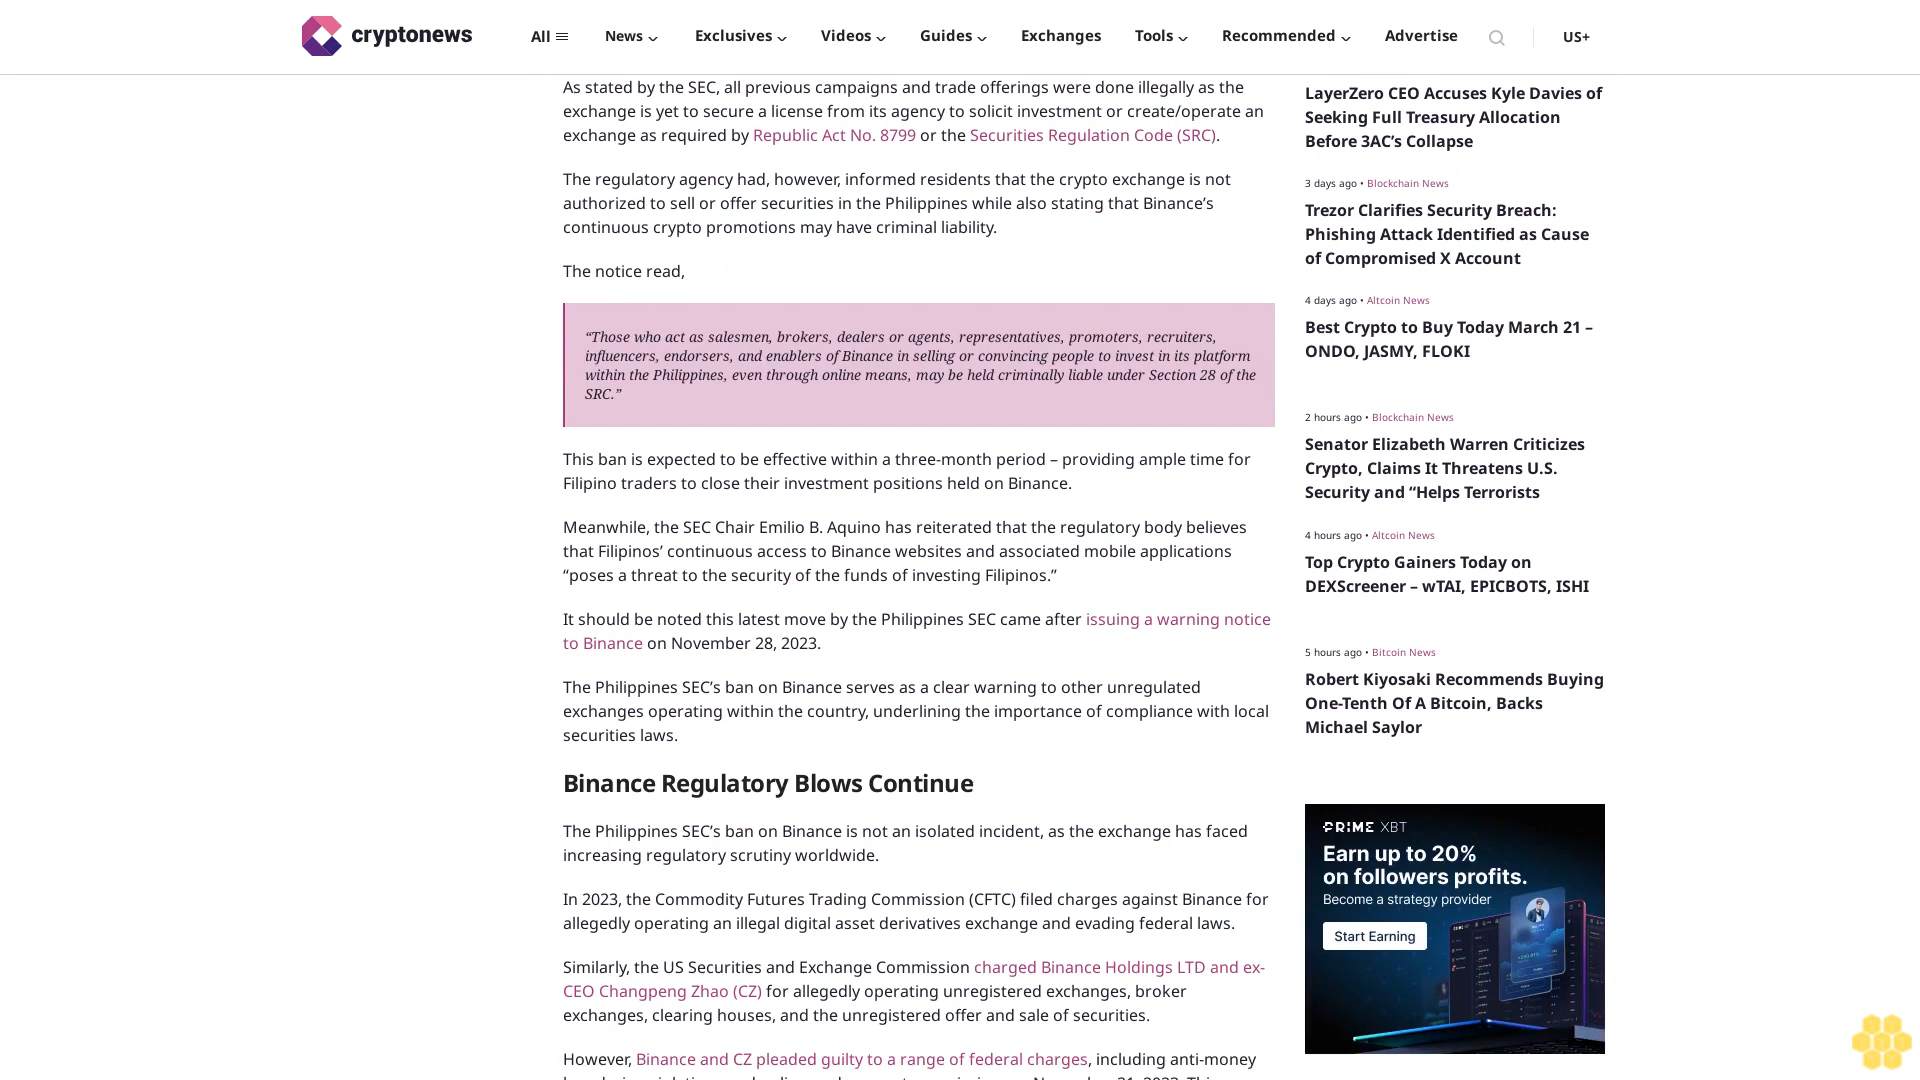 cryptonews
All
News
Exclusives
Videos
Guides
Exchanges
Tools
Recommended
Advertise
US+
As stated by the SEC, all previous campaigns and trade offerings were done illegally as the
exchange is yet to secure a license from its agency to solicit investment or create/operate an
exchange as required by Republic Act No. 8799 or the Securities Regulation Code (SRC).
The regulatory agency had, however, informed residents that the crypto exchange is not
authorized to sell or offer securities in the Philippines while also stating that Binance’s
continuous crypto promotions may have criminal liability.
The notice read,
“Those who act as salesmen, brokers, dealers or agents, representatives, promoters, recruiters,
influencers, endorsers, and enablers of Binance in selling or convincing people to invest in its platform
within the Philippines, even through online means, may be held criminally liable under Section 28 of the
SRC.”
This ban is expected to be effective within a three-month period – providing ample time for
Filipino traders to close their investment positions held on Binance.
Meanwhile, the SEC Chair Emilio B. Aquino has reiterated that the regulatory body believes
that Filipinos’ continuous access to Binance websites and associated mobile applications
“poses a threat to the security of the funds of investing Filipinos.”
It should be noted this latest move by the Philippines SEC came after issuing a warning notice
to Binance on November 28, 2023.
The Philippines SEC’s ban on Binance serves as a clear warning to other unregulated
exchanges operating within the country, underlining the importance of compliance with local
securities laws.
Binance Regulatory Blows Continue
The Philippines SEC’s ban on Binance is not an isolated incident, as the exchange has faced
increasing regulatory scrutiny worldwide.
In 2023, the Commodity Futures Trading Commission (CFTC) filed charges against Binance for
allegedly operating an illegal digital asset derivatives exchange and evading federal laws.
Similarly, the US Securities and Exchange Commission charged Binance Holdings LTD and ex-
CEO Changpeng Zhao (CZ) for allegedly operating unregistered exchanges, broker
exchanges, clearing houses, and the unregistered offer and sale of securities.
However, Binance and CZ pleaded guilty to a range of federal charges, including anti-money
LayerZero CEO Accuses Kyle Davies of
Seeking Full Treasury Allocation
Before 3AC’s Collapse
3 days ago • Blockchain News
Trezor Clarifies Security Breach:
Phishing Attack Identified as Cause
of Compromised X Account
4 days ago • Altcoin News
Best Crypto to Buy Today March 21 –
ONDO, JASMY, FLOKI
2 hours ago • Blockchain News
Senator Elizabeth Warren Criticizes
Crypto, Claims It Threatens U.S.
Security and “Helps Terrorists
4 hours ago • Altcoin News
Top Crypto Gainers Today on
DEXScreener – wTAI, EPICBOTS, ISHI
5 hours ago • Bitcoin News
Robert Kiyosaki Recommends Buying
One-Tenth Of A Bitcoin, Backs
Michael Saylor
PRIME XBT
Earn up to 20%
on followers profits.
Become a strategy provider
Start Earning